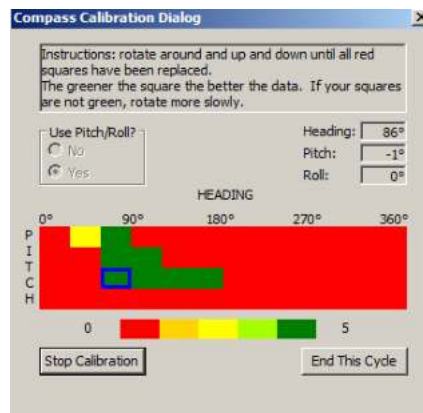 Compass Calibration Dialog
Instructions: rotate around and up and down until all red
squares have been replaced.
The greener the square the better the data. If your squares
are not green, rotate more slowly.
Use Pitch/Roll?
No
Yes
Heading: 86°
Pitch: -1°
Roll: 0°
HEADING
0° 90° 180° 270° 360°
P
I
T
C
H
0 5
Stop Calibration End This Cycle